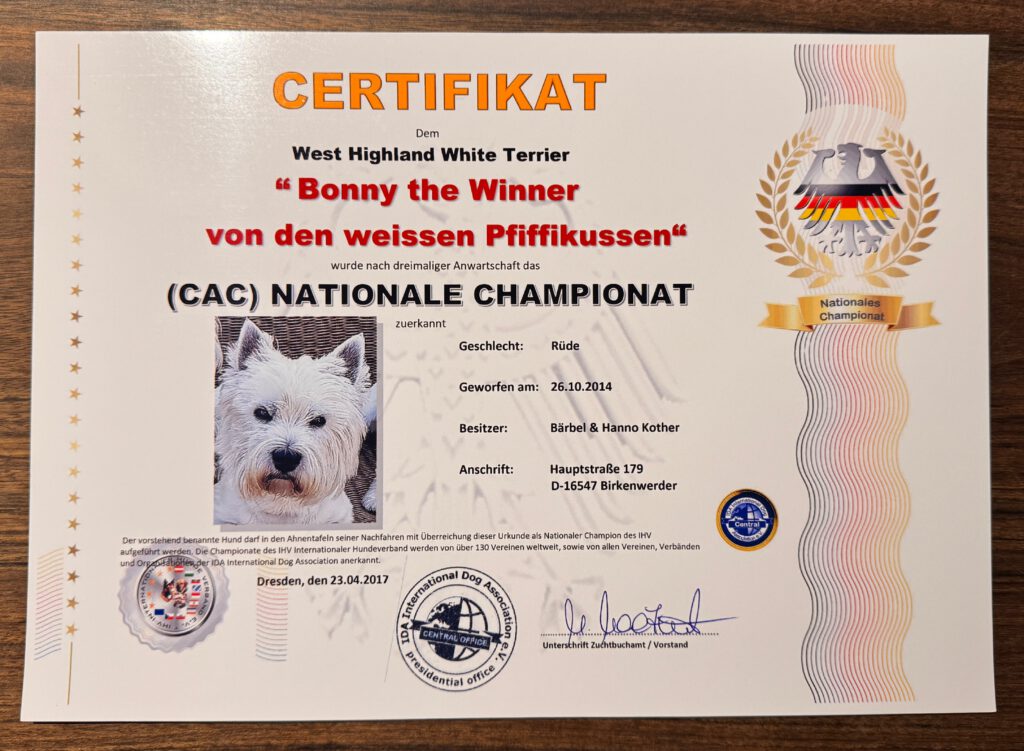 CERTIFIKAT
Dem
West Highland White Terrier
“ Bonny the Winner
von den weissen Pfiffikussen“
wurde nach dreimaliger Anwartschaft das
(CAC) NATIONALE CHAMPIONAT
zuerkannt
Nationales
Championat
Geschlecht: Rüde
Geworfen am: 26.10.2014
Besitzer: Bärbel & Hanno Kother
Anschrift: Hauptstraße 179
D-16547 Birkenwerder
Der vorstehend benannte Hund darf in den Ahnentafeln seiner Nachfahren mit Überreichung dieser Urkunde als Nationaler Champion des IHV
aufgeführt werden. Die Championate des IHV Internationaler Hundeverband werden von über 130 Vereinen weltweit, sowie von allen Vereinen, Verbänden
und Organisationen der IDA International Dog Association anerkannt.
Dresden, den 23.04.2017
IDA International Dog Association e.V.
CENTRAL OFFICE
presidential office
IDA International Dog
Central
Unterschrift Zuchtbuchamt / Vorstand